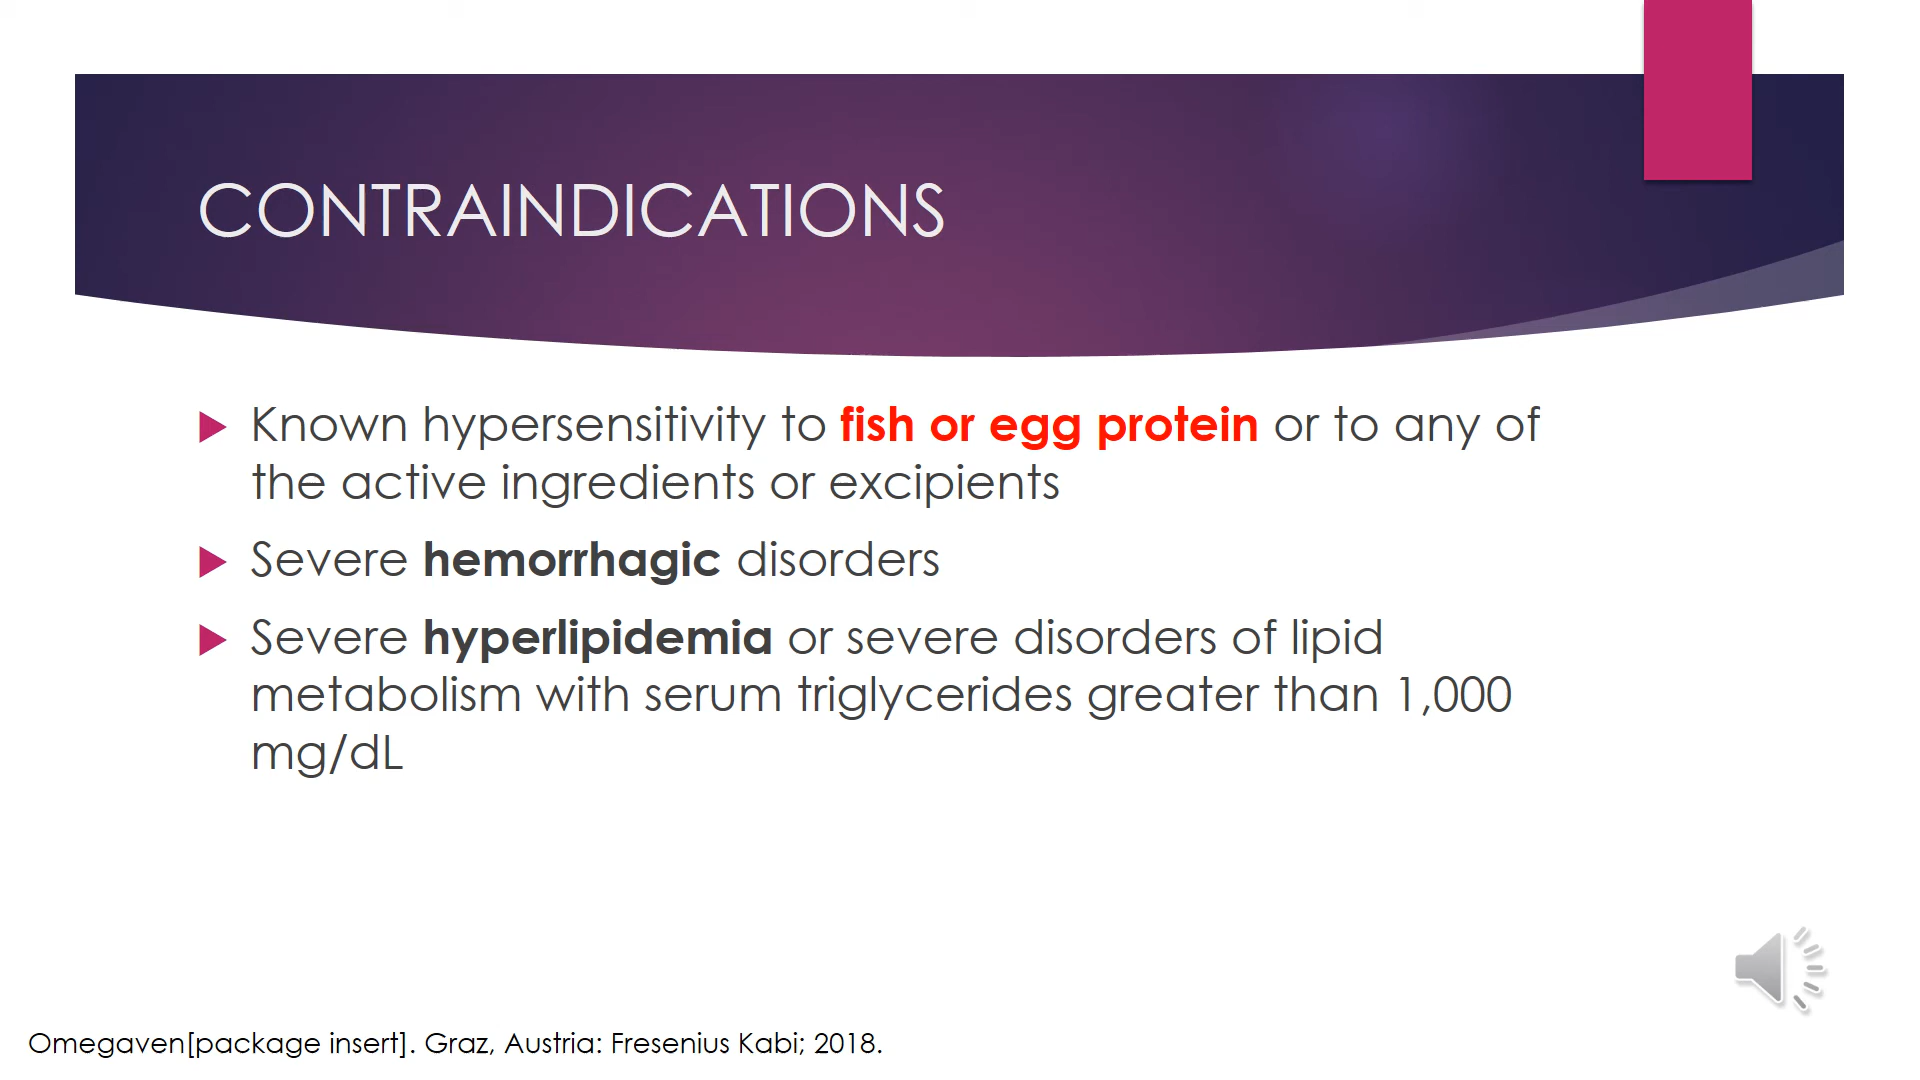 CONTRAINDICATIONS
Known hypersensitivity to fish or egg protein or to any of
the active ingredients or excipients
Severe hemorrhagic disorders
Severe hyperlipidemia or severe disorders of lipid
metabolism with serum triglycerides greater than 1,000
mg/dL
Omegaven[package insert]. Graz, Austria: Fresenius Kabi; 2018.